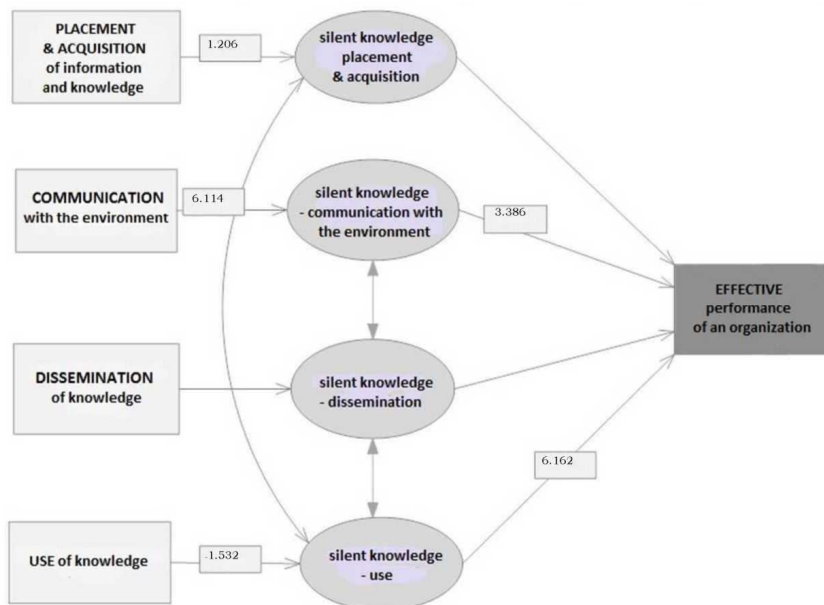 PLACEMENT
& ACQUISITION
of information
and knowledge
1.206
silent knowledge
placement
& acquisition
COMMUNICATION
with the environment
6.114
silent knowledge
- communication with
the environment
3.386
EFFECTIVE
performance
of an organization
DISSEMINATION
of knowledge
silent knowledge
- dissemination
6.162
USE of knowledge
-1.532
silent knowledge
- use